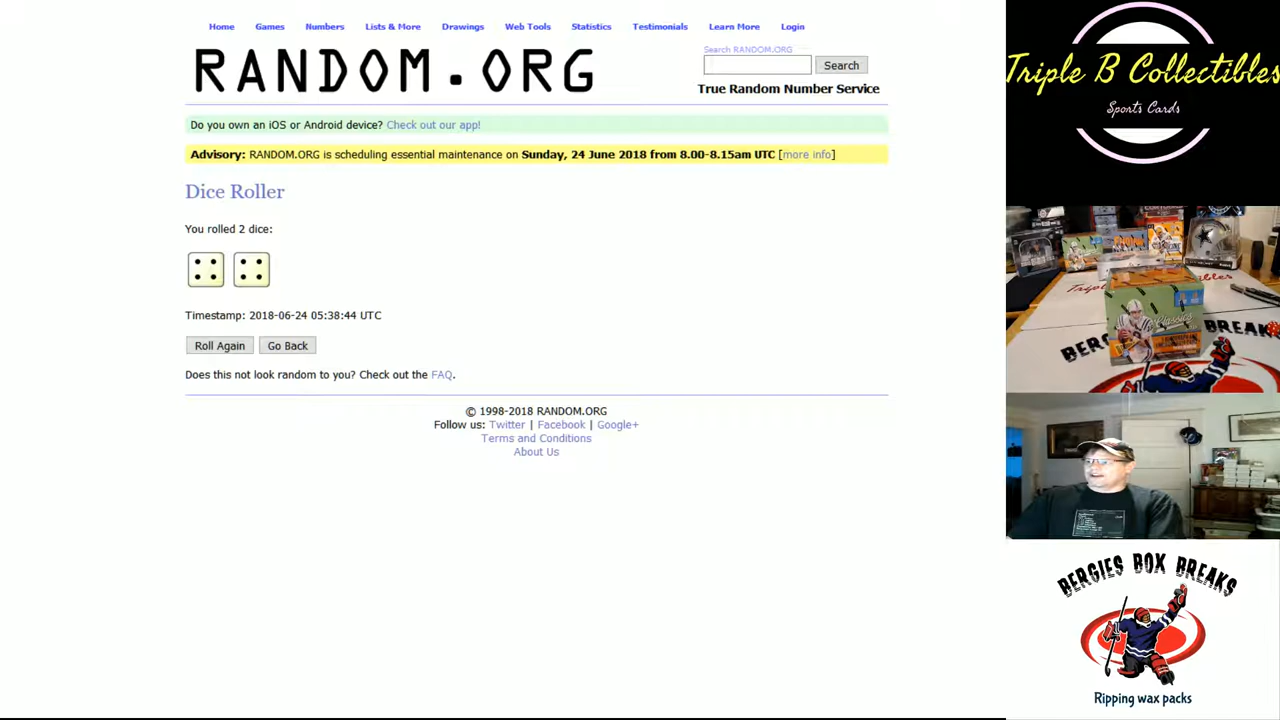 Home Games Numbers Lists & More Drawings Web Tools Statistics Testimonials Learn More Login
RANDOM.ORG
Search RANDOM.ORG
Search
True Random Number Service
Do you own an iOS or Android device? Check out our app!
Advisory: RANDOM.ORG is scheduling essential maintenance on Sunday, 24 June 2018 from 8.00-8.15am UTC [more info]
Dice Roller
You rolled 2 dice:
Timestamp: 2018-06-24 05:38:44 UTC
Roll Again Go Back
Does this not look random to you? Check out the FAQ.
© 1998-2018 RANDOM.ORG
Follow us: Twitter | Facebook | Google+
Terms and Conditions
About Us
Triple B Collectibles
Sports Cards
Classics
BERGIES BOX BREAKS
Ripping wax packs